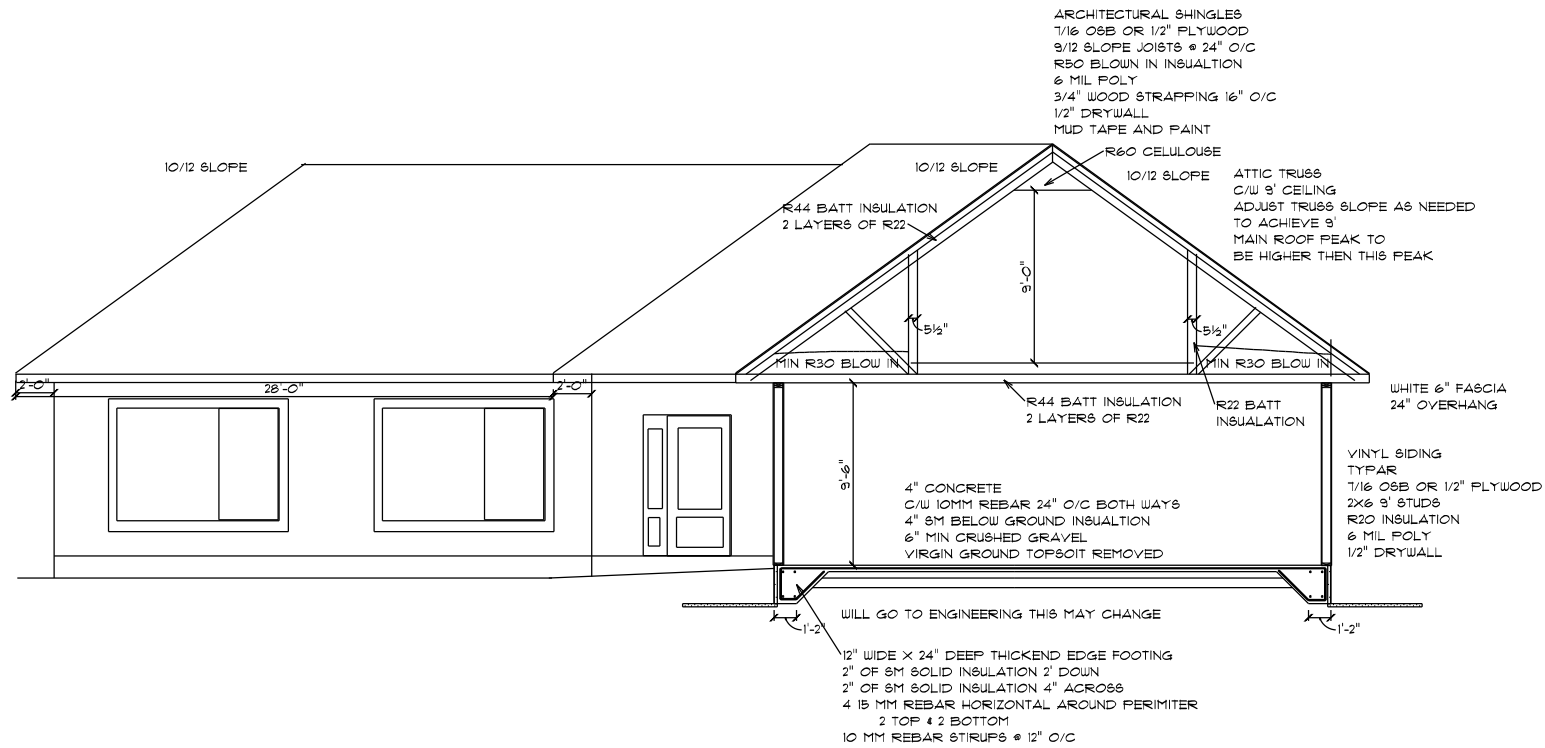 ARCHITECTURAL SHINGLES
7/16 OSB OR 1/2" PLYWOOD
9/12 SLOPE JOISTS @ 24" O/C
R50 BLOWN IN INSUALTION
6 MIL POLY
3/4" WOOD STRAPPING 16" O/C
1/2" DRYWALL
MUD TAPE AND PAINT
R60 CELULOUSE
10/12 SLOPE
10/12 SLOPE
10/12 SLOPE
ATTIC TRUSS
C/W 9' CEILING
ADJUST TRUSS SLOPE AS NEEDED
TO ACHIEVE 9'
MAIN ROOF PEAK TO
BE HIGHER THEN THIS PEAK
R44 BATT INSULATION
2 LAYERS OF R22
9'-0"
5½"
5½"
MIN R30 BLOW IN
MIN R30 BLOW IN
2'-0"
28'-0"
2'-0"
R44 BATT INSULATION
2 LAYERS OF R22
R22 BATT
INSUALATION
WHITE 6" FASCIA
24" OVERHANG
9'-6"
VINYL SIDING
TYPAR
7/16 OSB OR 1/2" PLYWOOD
2X6 9' STUDS
R20 INSULATION
6 MIL POLY
1/2" DRYWALL
4" CONCRETE
C/W 10MM REBAR 24" O/C BOTH WAYS
4" SM BELOW GROUND INSUALTION
6" MIN CRUSHED GRAVEL
VIRGIN GROUND TOPSOIT REMOVED
WILL GO TO ENGINEERING THIS MAY CHANGE
1'-2"
1'-2"
12" WIDE X 24" DEEP THICKEND EDGE FOOTING
2" OF SM SOLID INSULATION 2' DOWN
2" OF SM SOLID INSULATION 4" ACROSS
4 15 MM REBAR HORIZONTAL AROUND PERIMITER
2 TOP & 2 BOTTOM
10 MM REBAR STIRUPS @ 12" O/C